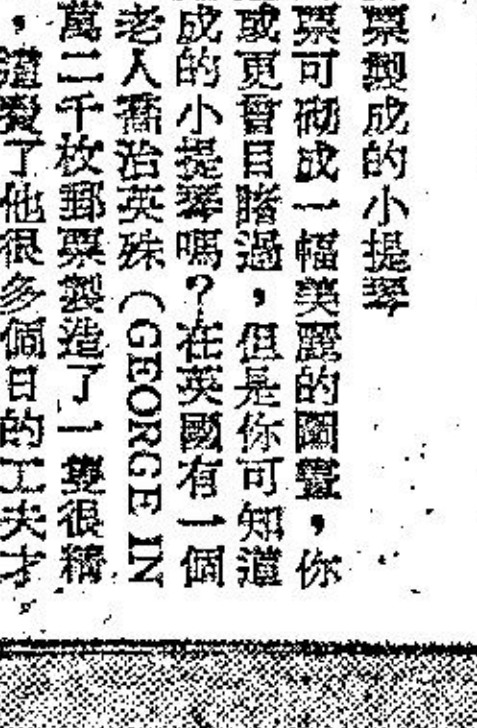 票製成的小提琴
票可砌成一幅美麗的圖畫，你
或更曾目睹過，但是你可知道
成的小提琴嗎？在英國有一個
老人喬治英殊（GEORGE IN
萬二千枚郵票製造了一隻很精
，這費了他很多個日的工夫才